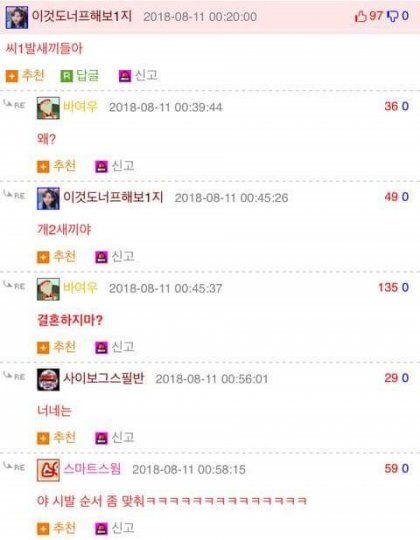 이것도너프해보1지 2018-08-11 00:20:00 97 0
씨1발새끼들아
추천 R 답글 신고
RE 바여우 2018-08-11 00:39:44 36 0
왜?
추천 신고
RE 이것도너프해보1지 2018-08-11 00:45:26 49 0
개2새끼야
추천 신고
RE 바여우 2018-08-11 00:45:37 135 0
결혼하지마?
추천 신고
RE 사이보그스필반 2018-08-11 00:56:01 29 0
너네는
추천 신고
RE 스마트스웜 2018-08-11 00:58:15 59 0
야 시발 순서 좀 맞춰ㅋㅋㅋㅋㅋㅋㅋㅋㅋㅋㅋㅋㅋㅋ
추천 신고